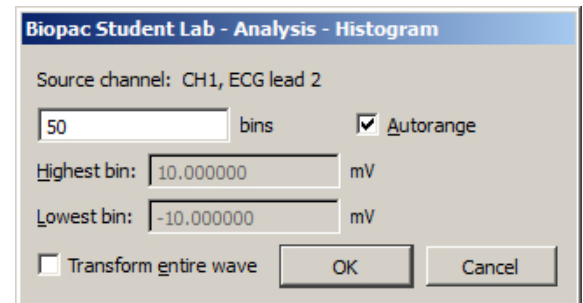 Biopac Student Lab - Analysis - Histogram
Source channel: CH1, ECG lead 2
50 bins Autorange
Highest bin: 10.000000 mV
Lowest bin: -10.000000 mV
Transform entire wave OK Cancel